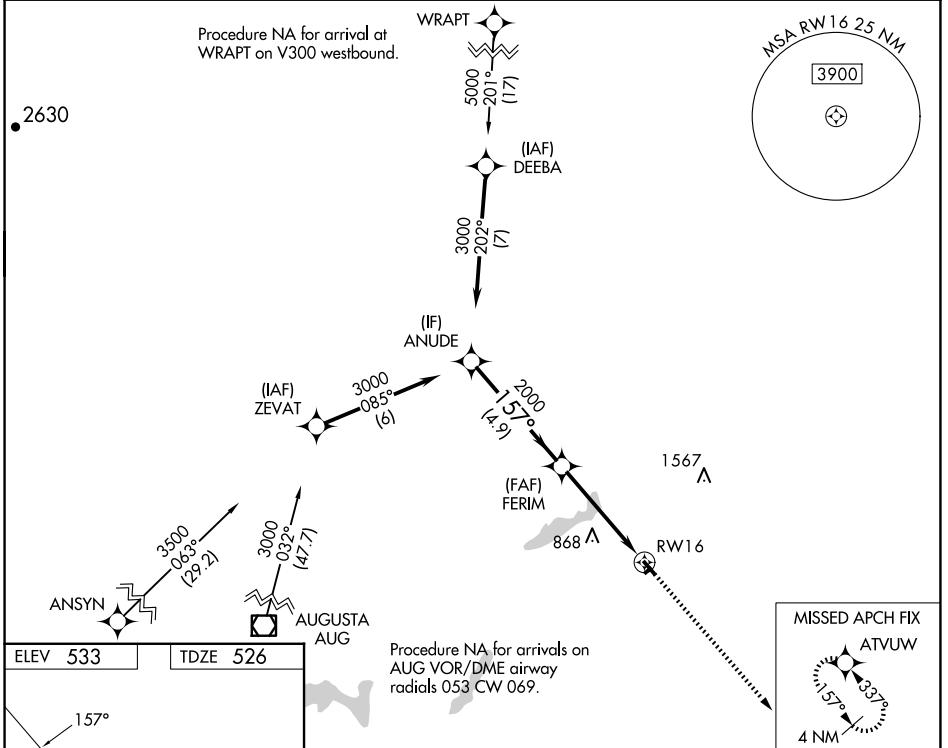 WRAPT
Procedure NA for arrival at
WRAPT on V300 westbound.
MSA RW16 25 NM
3900
5000
201°
(17)
2630
(IAF)
DEEBA
3000
202°
(7)
(IF)
ANUDE
(IAF)
ZEVAT
3000
085°
(6)
2000
157°
(4.9)
(FAF)
FERIM
1567
868
RW16
3500
063°
(29.2)
3000
032°
(47.7)
ANSYN
AUGUSTA
AUG
Procedure NA for arrivals on
AUG VOR/DME airway
radials 053 CW 069.
MISSED APCH FIX
ATVUW
157°
337°
4 NM
ELEV 533
TDZE 526
157°